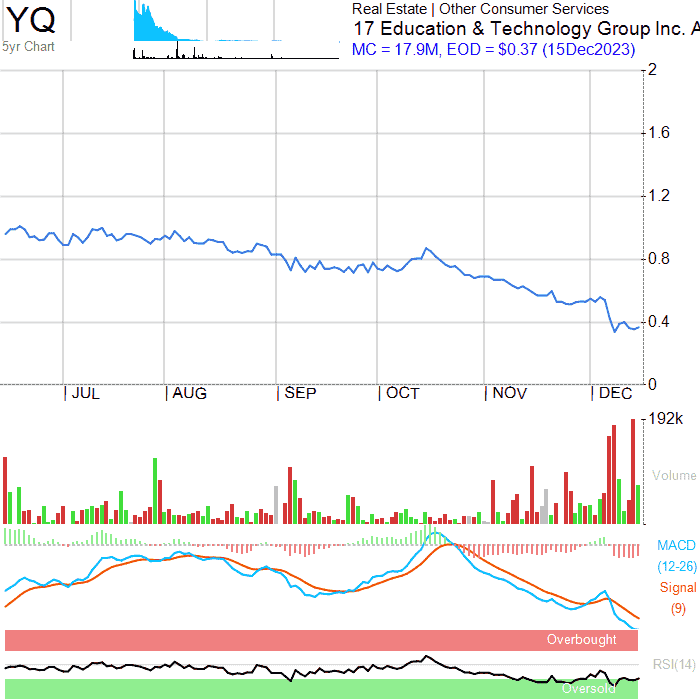 YQ
5yr Chart
Real Estate | Other Consumer Services
17 Education & Technology Group Inc. A
MC = 17.9M, EOD = $0.37 (15Dec2023)
2
1.6
1.2
0.8
0.4
0
JUL
AUG
SEP
OCT
NOV
DEC
192k
Volume
MACD
(12-26)
Signal
(9)
Overbought
RSI(14)
Oversold